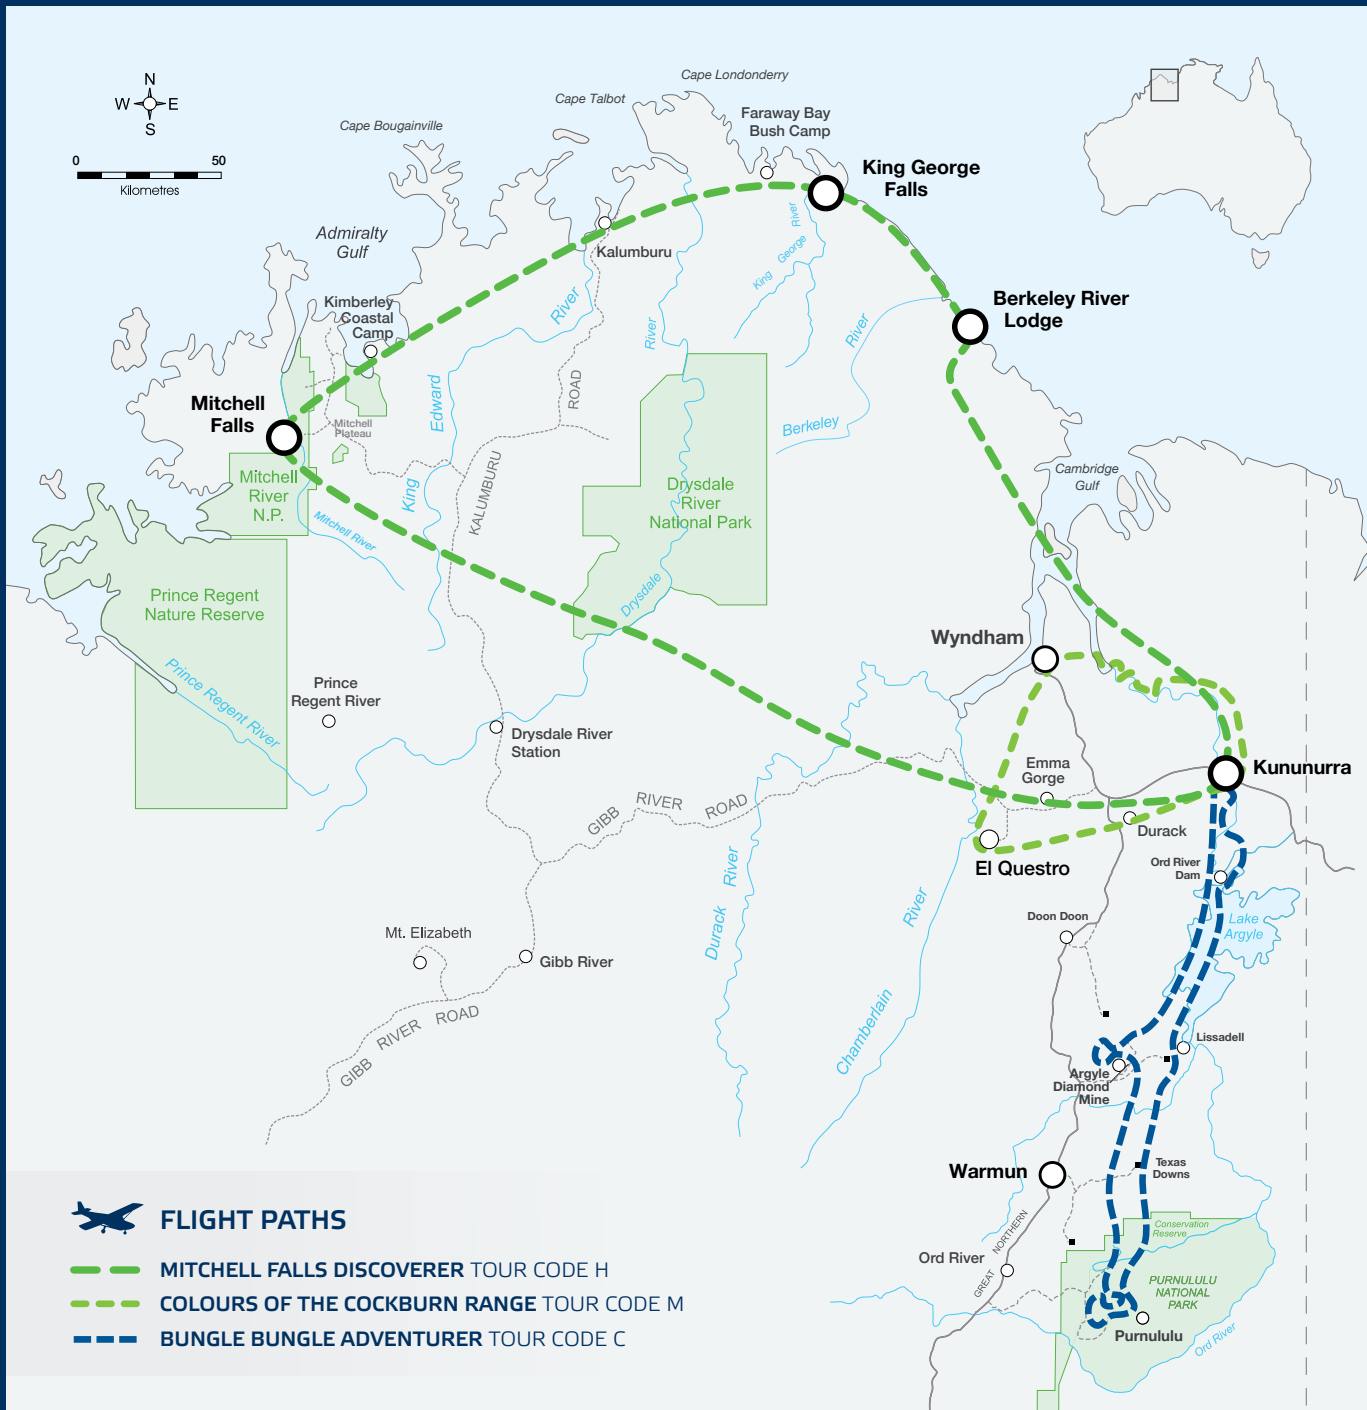 Cape Londonderry
Cape Talbot
Cape Bougainville
Faraway Bay
Bush Camp
N
W
E
S
0
50
Kilometres
King George
Falls
King George
River
Admiralty
Gulf
Kalumburu
Kimberley
Coastal
Camp
River
River
River
Berkeley River
Lodge
ROAD
Mitchell
Falls
Mitchell
Plateau
Edward
Berkeley
KALUMBURU
Cambridge
Gulf
Mitchell
River
N.P.
King
Drysdale
River
National Park
Mitchell River
Prince Regent
Nature Reserve
Drysdale
Wyndham
Prince Regent River
Prince
Regent River
Drysdale River
Station
Emma
Gorge
Kununurra
GIBB
RIVER
ROAD
Durack
Ord River
Dam
El Questro
River
Durack
River
Doon Doon
Lake
Argyle
Mt. Elizabeth
Gibb River
GIBB
RIVER
ROAD
Chamberlain
Lissadell
Argyle
Diamond
Mine
Warmun
Texas
Downs
Conservation
Reserve
GREAT
NORTHERN
Ord River
PURNULULU
NATIONAL
PARK
Purnululu
Ord River
FLIGHT PATHS
MITCHELL FALLS DISCOVERER TOUR CODE H
COLOURS OF THE COCKBURN RANGE TOUR CODE M
BUNGLE BUNGLE ADVENTURER TOUR CODE C